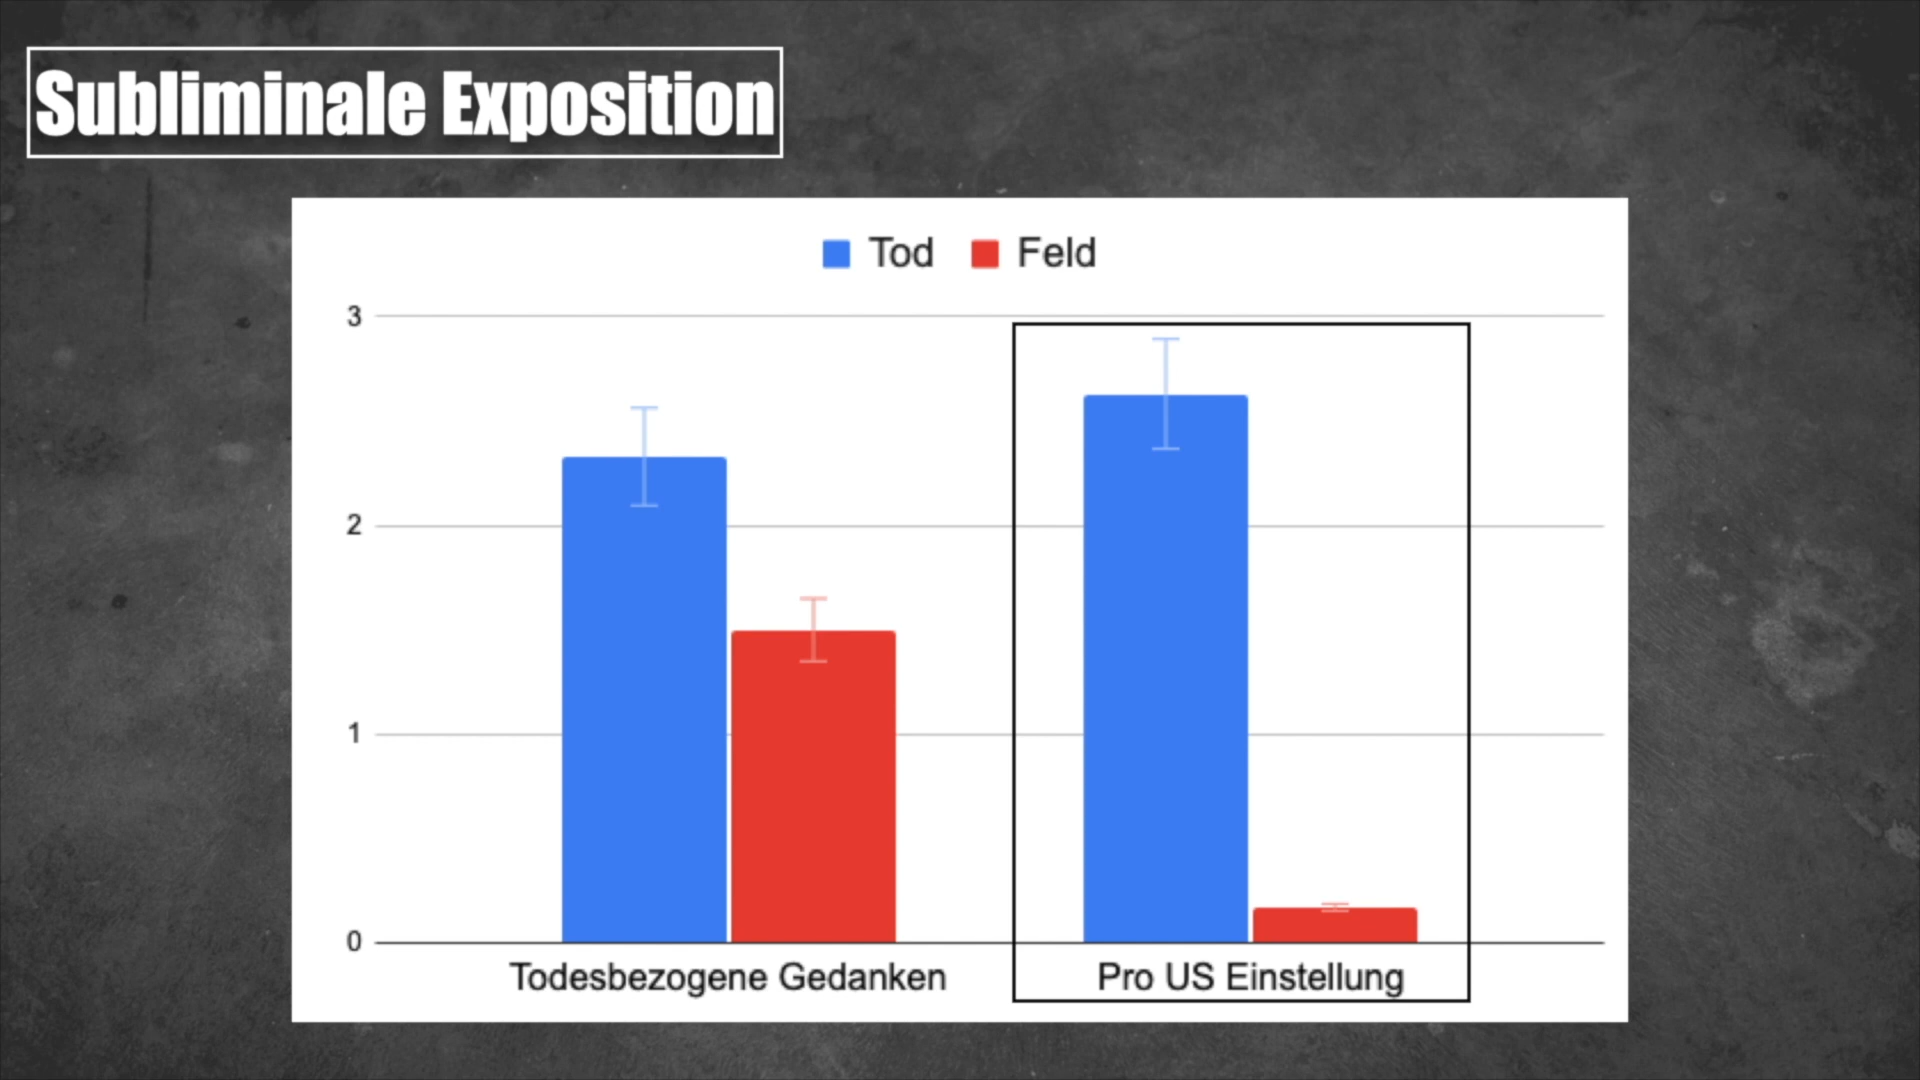 Subliminale Exposition
Tod Feld
3
2
1
0
Todesbezogene Gedanken Pro US Einstellung